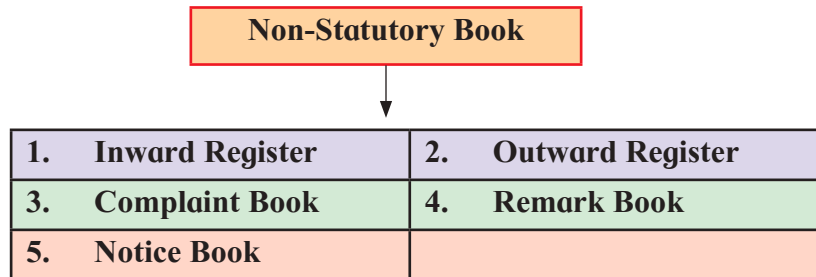 Non-Statutory Book
1. Inward Register 2. Outward Register
3. Complaint Book 4. Remark Book
5. Notice Book